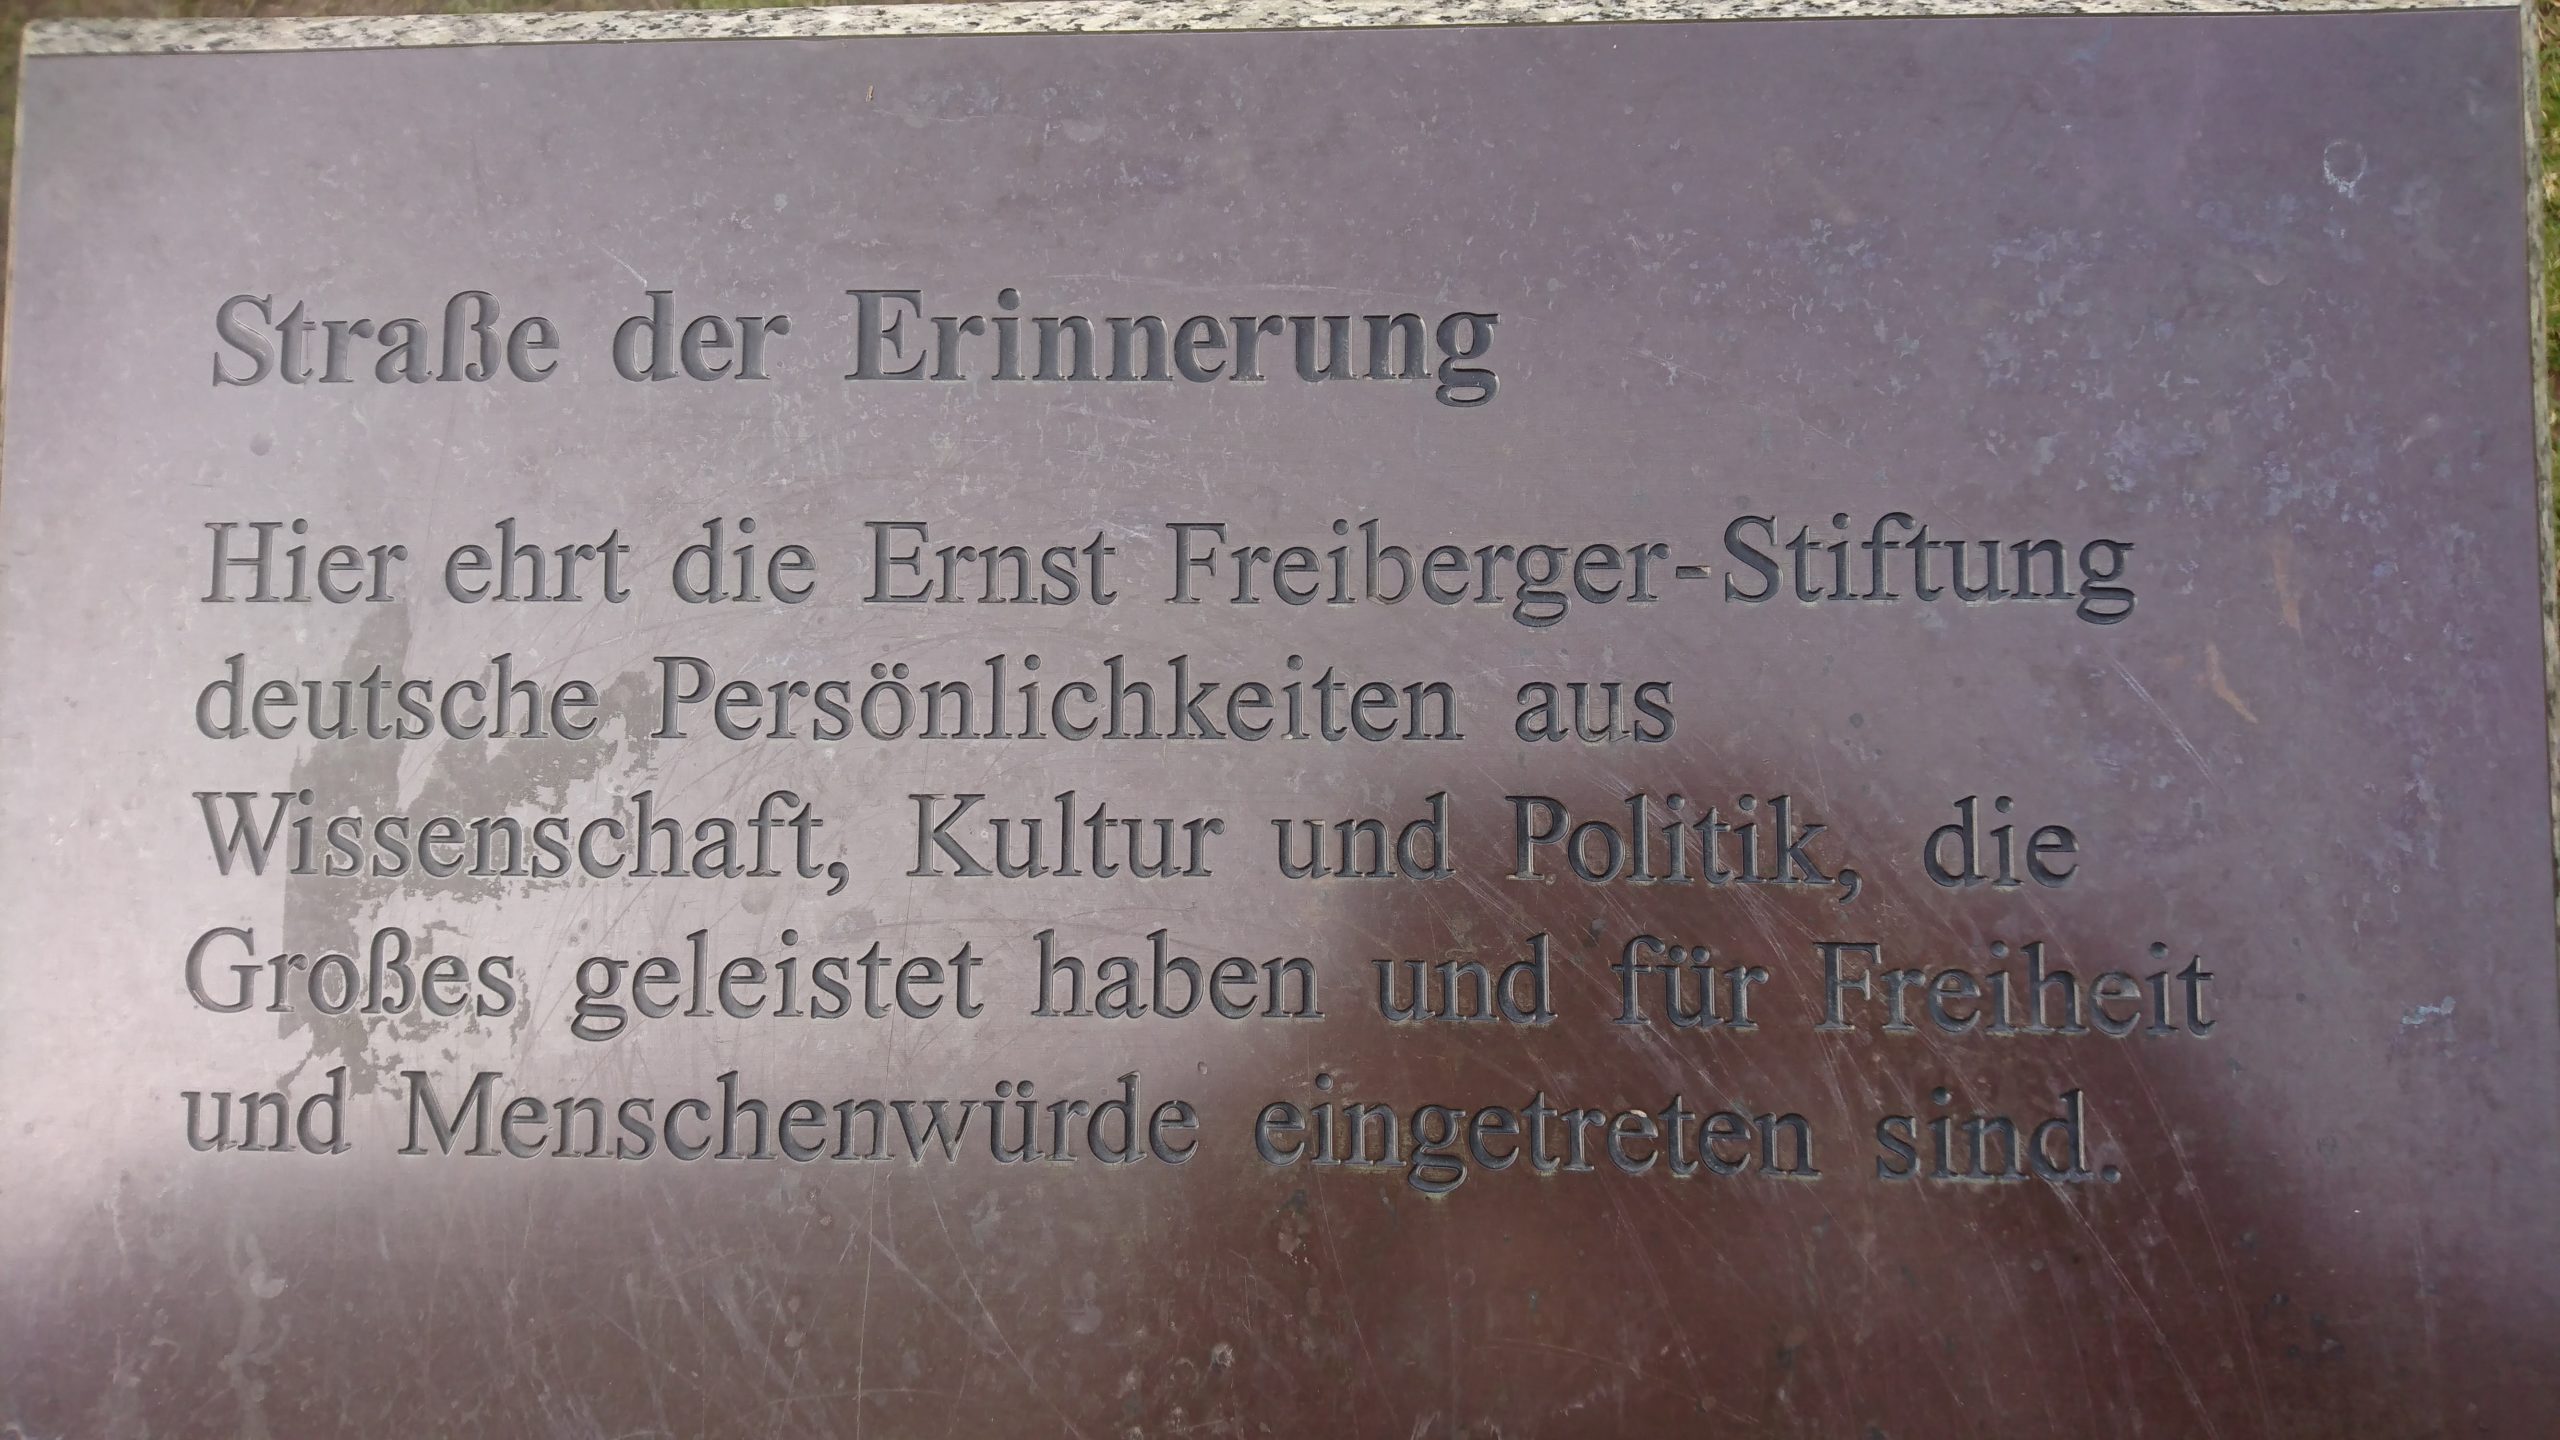 Straße der Erinnerung
Hier ehrt die Ernst Freiberger-Stiftung
deutsche Persönlichkeiten aus
Wissenschaft, Kultur und Politik, die
Großes geleistet haben und für Freiheit
und Menschenwürde eingetreten sind.